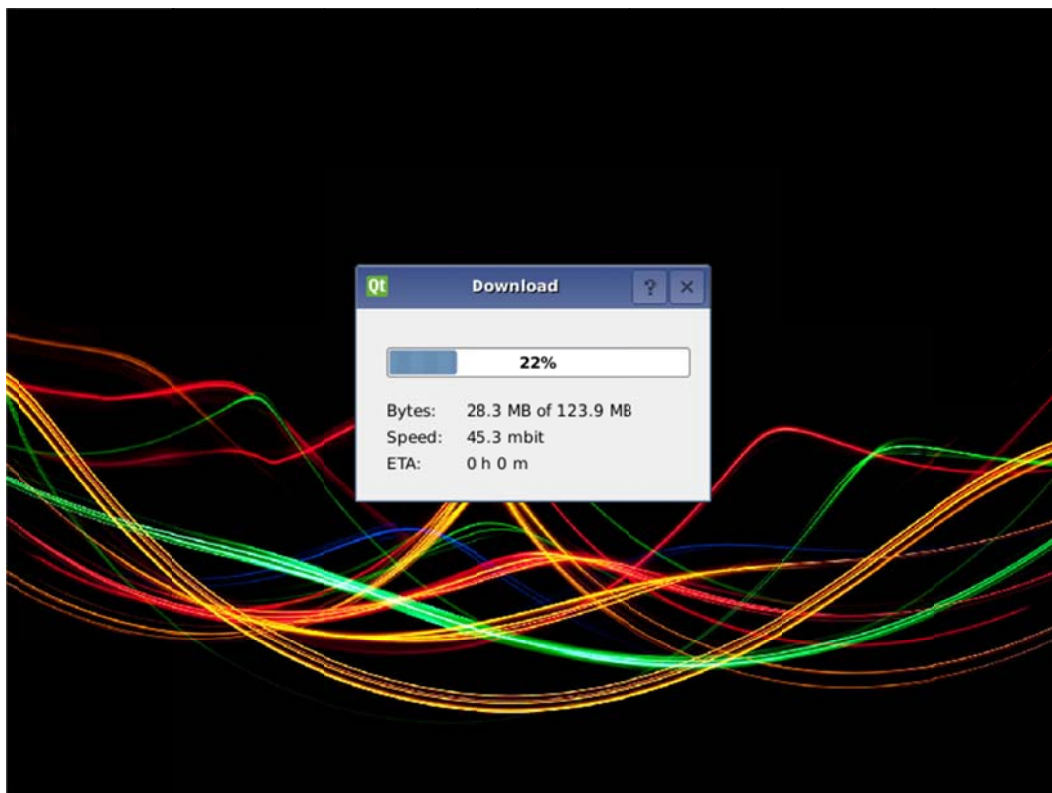 Qt Download ? ×
22%
Bytes: 28.3 MB of 123.9 MB
Speed: 45.3 mbit
ETA: 0 h 0 m